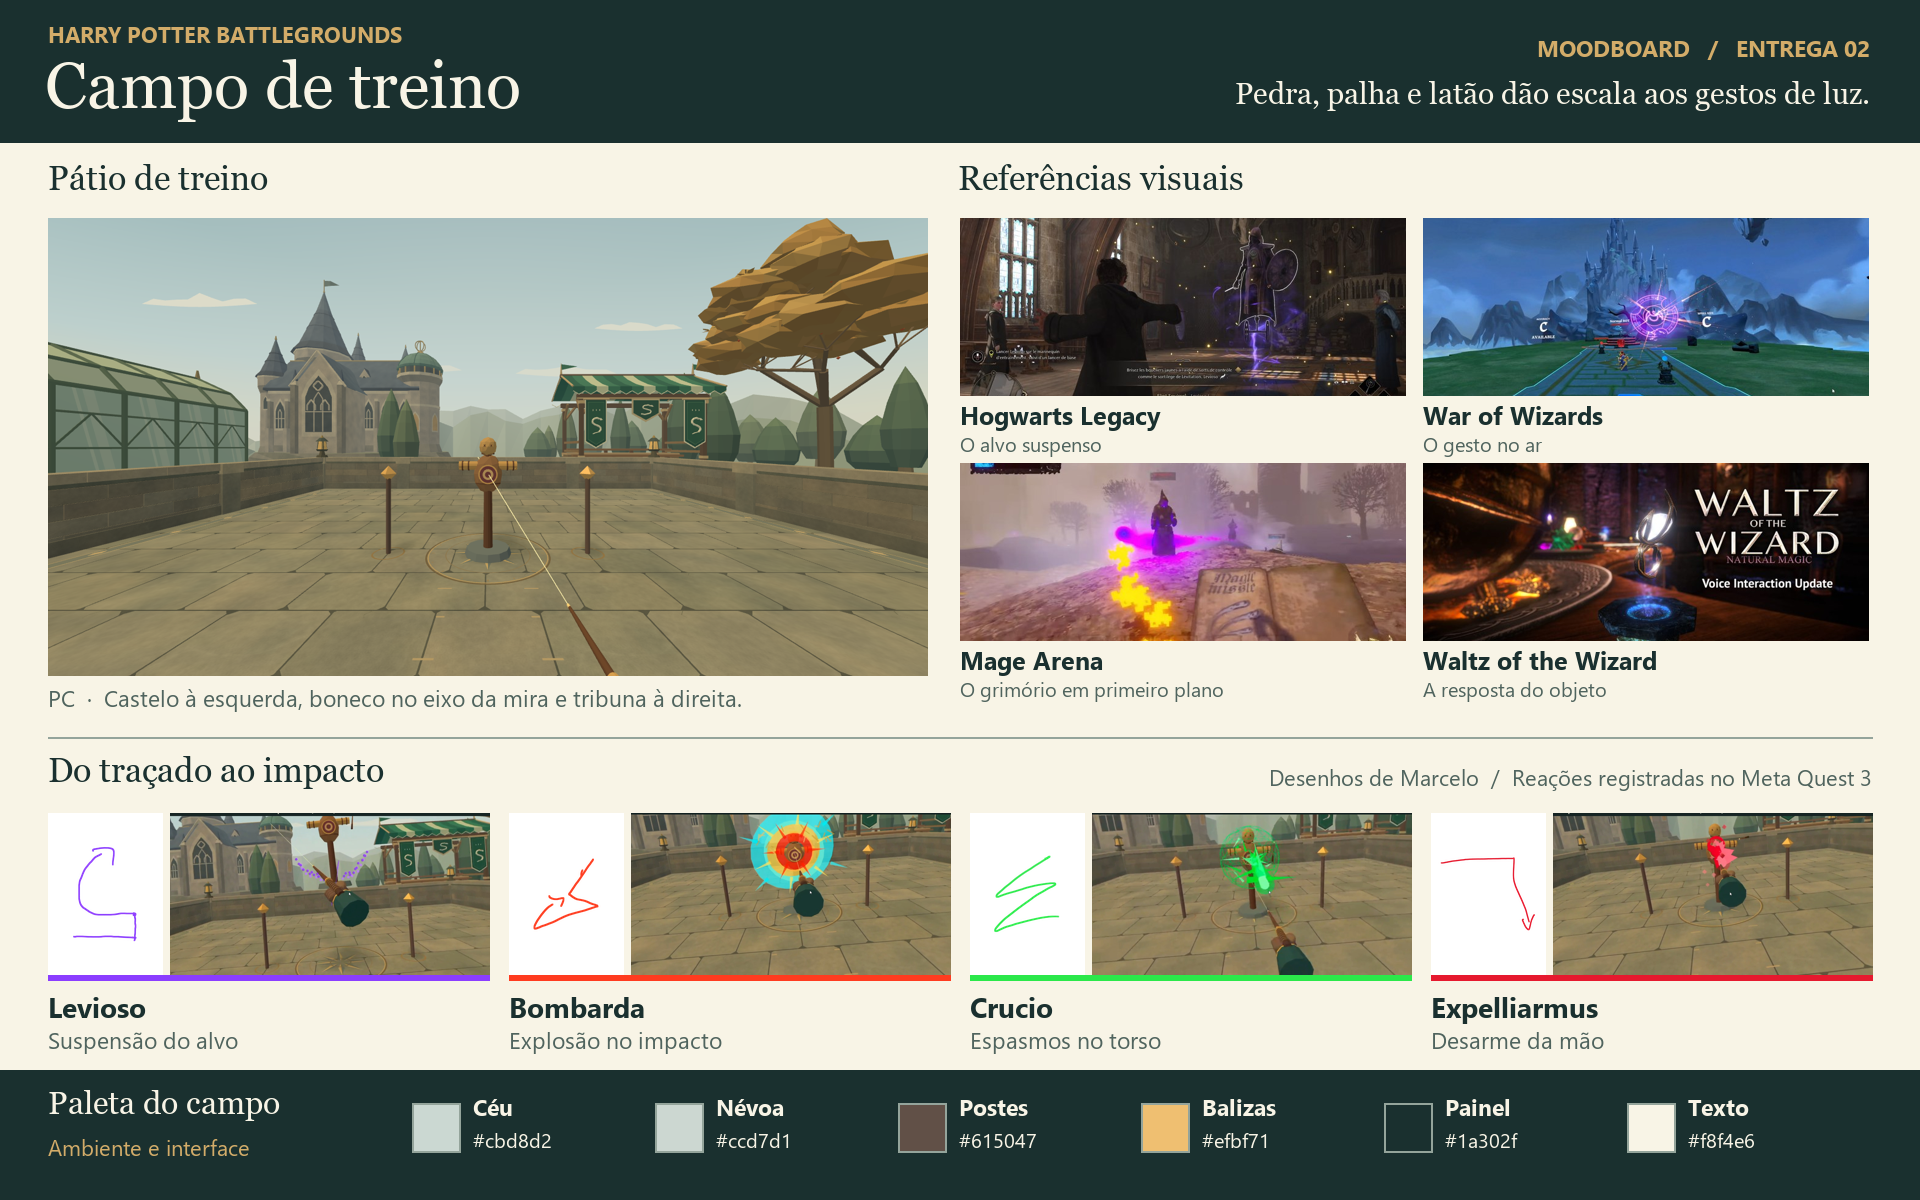 HARRY POTTER BATTLEGROUNDS
Campo de treino
MOODBOARD / ENTREGA 02
Pedra, palha e latão dão escala aos gestos de luz.
Pátio de treino
Referências visuais
S
S
S
C
AVAILABLE
C
Hogwarts Legacy
O alvo suspenso
War of Wizards
O gesto no ar
Magic
missile
WALTZ
OF THE
WIZARD
NATURAL MAGIC
Voice Interaction Update
Mage Arena
O grimório em primeiro plano
Waltz of the Wizard
A resposta do objeto
PC · Castelo à esquerda, boneco no eixo da mira e tribuna à direita.
Do traçado ao impacto
Desenhos de Marcelo / Reações registradas no Meta Quest 3
Levioso
Suspensão do alvo
Bombarda
Explosão no impacto
Crucio
Espasmos no torso
Expelliarmus
Desarme da mão
Paleta do campo
Ambiente e interface
Céu
#cbd8d2
Névoa
#ccd7d1
Postes
#615047
Balizas
#efbf71
Painel
#1a302f
Texto
#f8f4e6